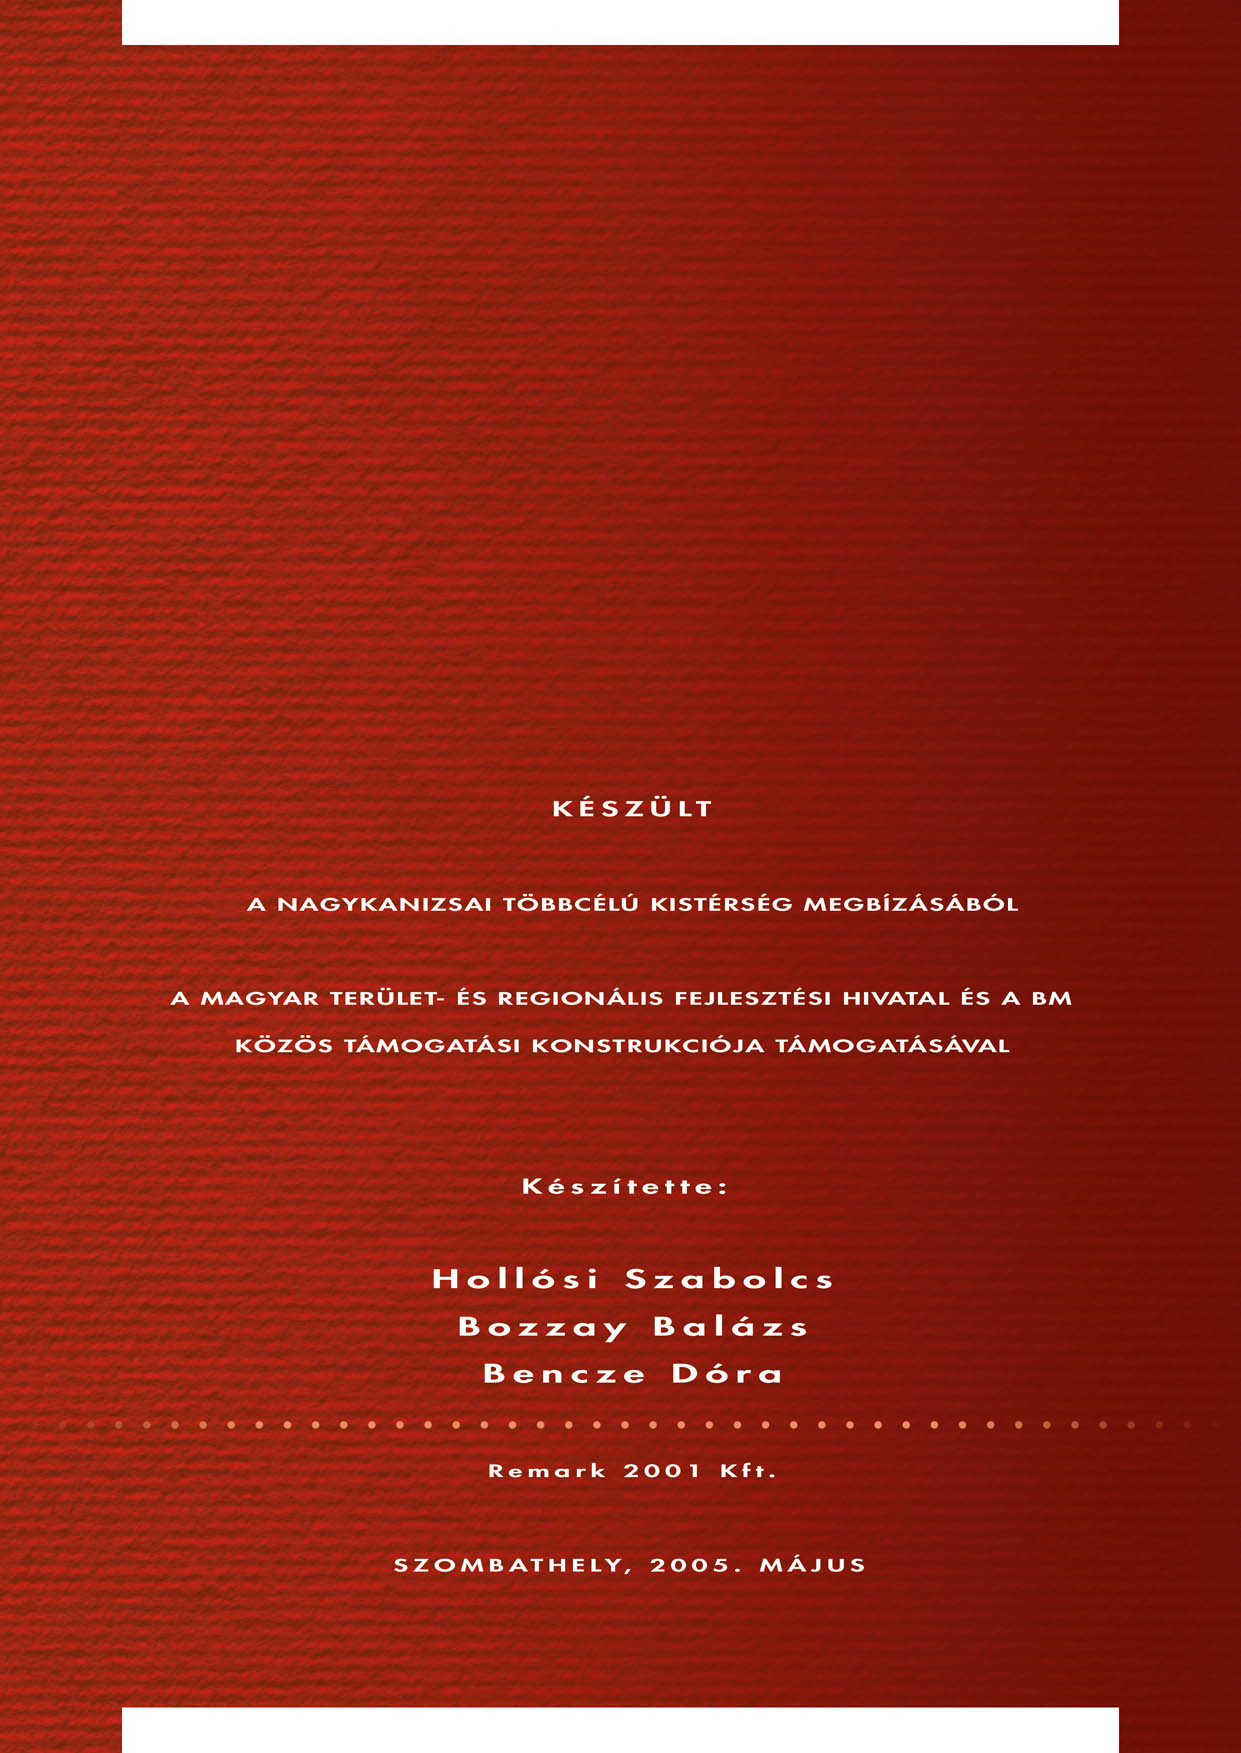 KÉSZÜLT
A NAGYKANIZSAI TÖBBCÉLÚ KISTÉRSÉG MEGBÍZÁSÁBÓL
A MAGYAR TERÜLET- ÉS REGIONÁLIS FEJLESZTÉSI HIVATAL ÉS A BM
KÖZÖS TÁMOGATÁSI KONSTRUKCIÓJA TÁMOGATÁSÁVAL
Készítette:
Hollósi Szabolcs
Bozzay Balázs
Bencze Dóra
Remark 2001 Kft.
SZOMBATHELY, 2005. MÁJUS